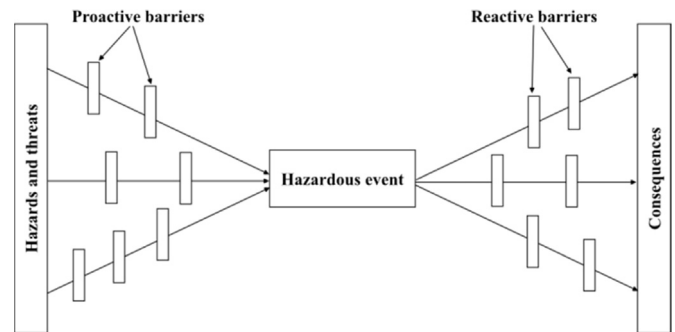 Proactive barriers
Reactive barriers
Hazards and threats
Hazardous event
Consequences